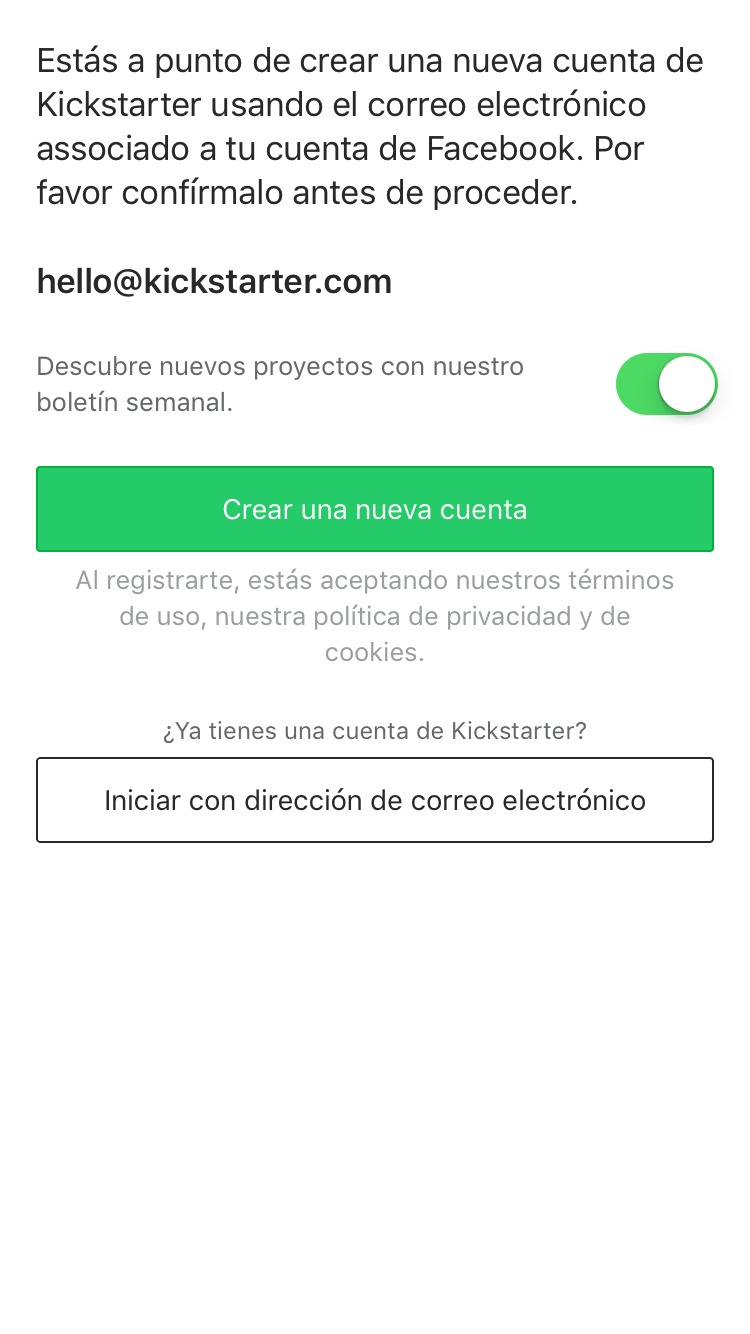 Estás a punto de crear una nueva cuenta de
Kickstarter usando el correo electrónico
associado a tu cuenta de Facebook. Por
favor confírmalo antes de proceder.
hello@kickstarter.com
Descubre nuevos proyectos con nuestro
boletín semanal.
Crear una nueva cuenta
Al registrarte, estás aceptando nuestros términos
de uso, nuestra política de privacidad y de
cookies.
¿Ya tienes una cuenta de Kickstarter?
Iniciar con dirección de correo electrónico